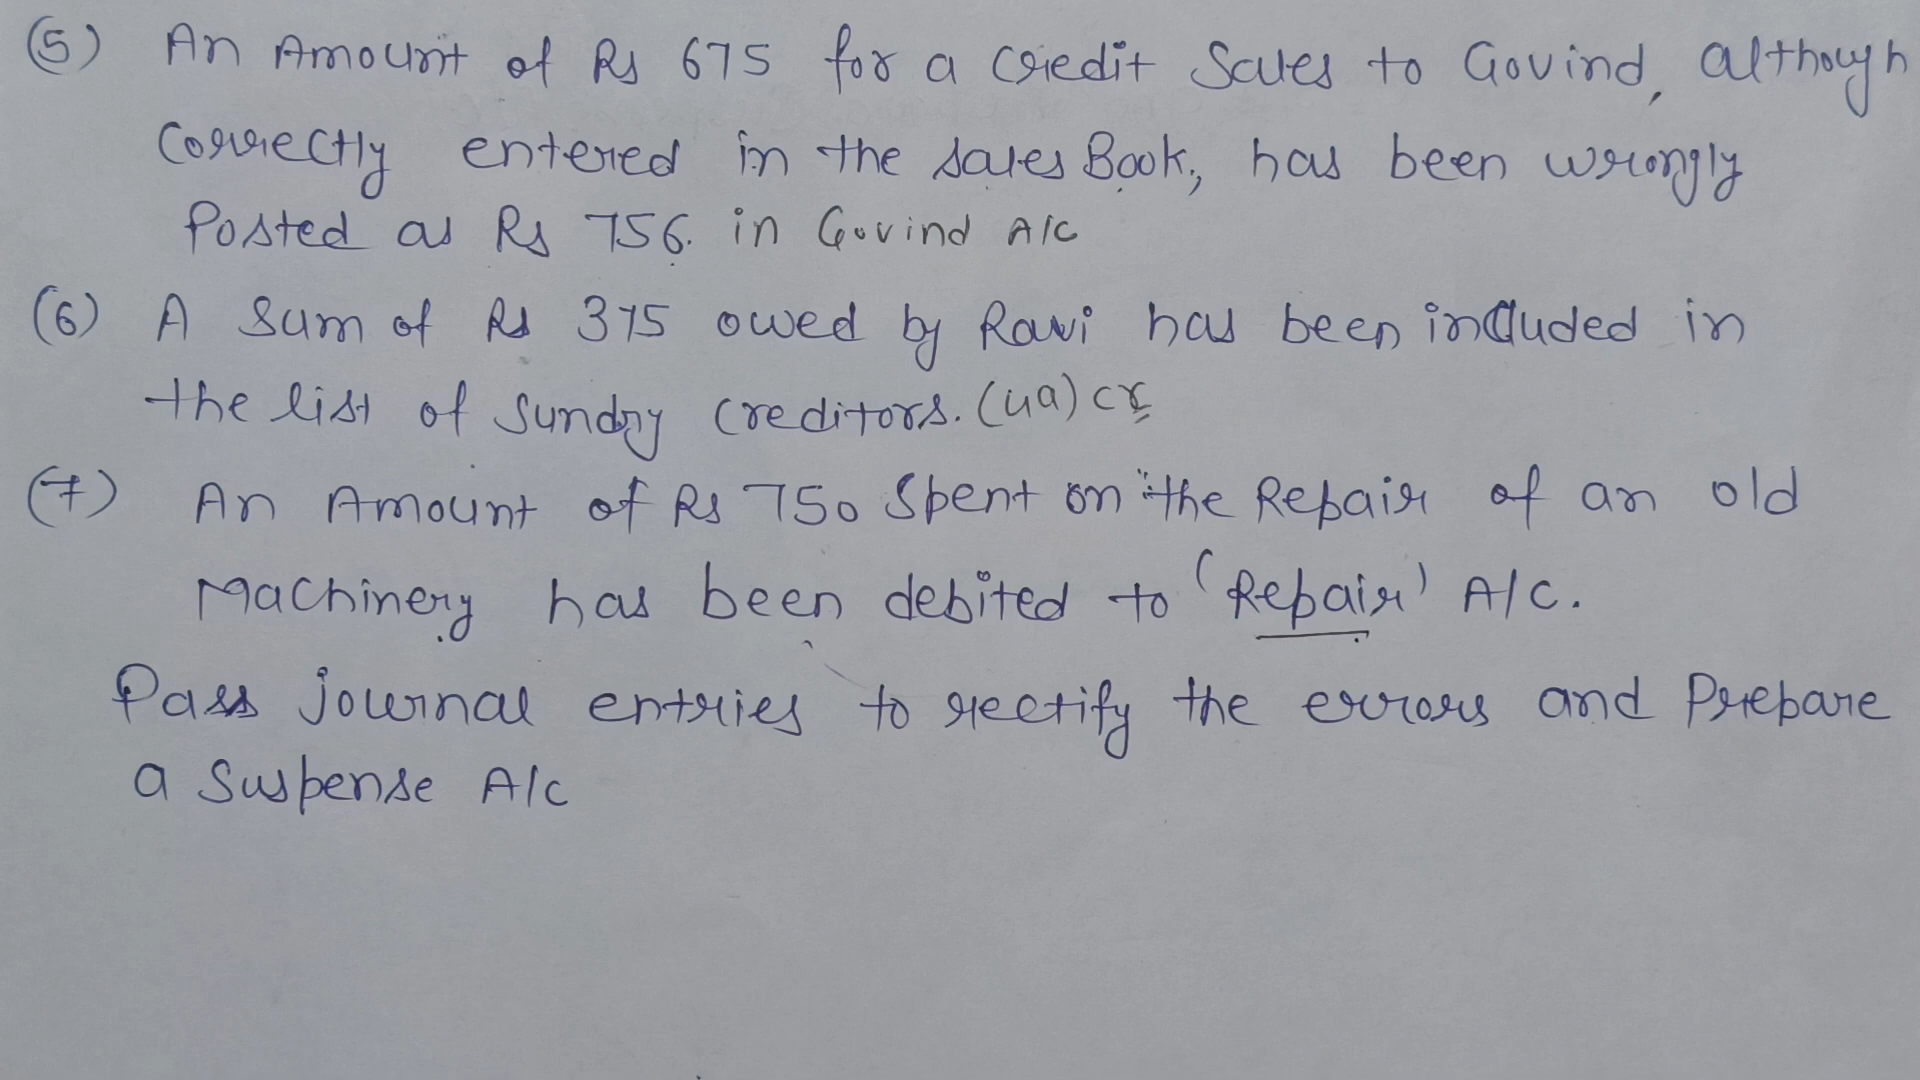 (5) An Amount of Rs 675 for a credit Sales to Govind, although
correctly entered in the sales Book, has been wrongly
Posted as Rs 756. in Govind A/C
(6) A Sum of Rs 375 owed by Ravi has been included in
the list of Sundry Creditors. (ua) cr
(7) An Amount of Rs 750 Spent on the Repair of an old
Machinery has been debited to 'Repair' A/C.
Pass journal entries to rectify the errors and Prepare
a Suspense A/C